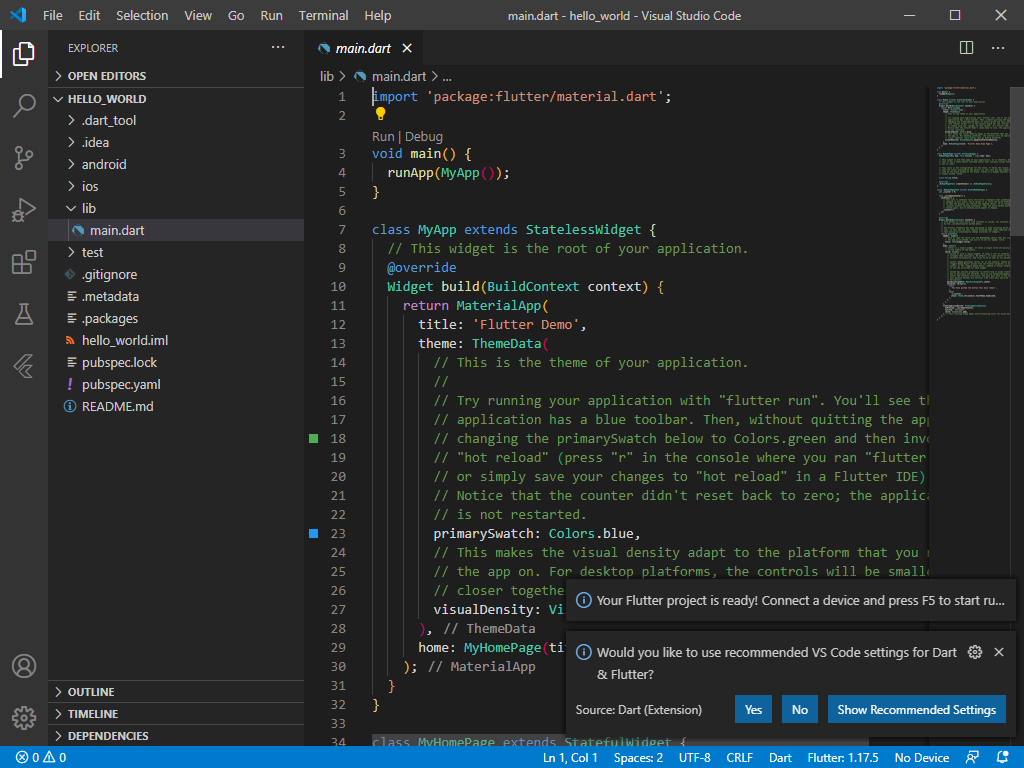 File Edit Selection View Go Run Terminal Help main.dart - hello_world - Visual Studio Code
EXPLORER
OPEN EDITORS
HELLO_WORLD
.dart_tool
.idea
android
ios
lib
main.dart
test
.gitignore
.metadata
.packages
hello_world.iml
pubspec.lock
pubspec.yaml
README.md
OUTLINE
TIMELINE
DEPENDENCIES
main.dart
lib > main.dart > ...
1 import 'package:flutter/material.dart';
2
Run | Debug
3 void main() {
4 runApp(MyApp());
5 }
6
7 class MyApp extends StatelessWidget {
8 // This widget is the root of your application.
9 @override
10 Widget build(BuildContext context) {
11 return MaterialApp(
12 title: 'Flutter Demo',
13 theme: ThemeData(
14 // This is the theme of your application.
15 //
16 // Try running your application with "flutter run". You'll see th
17 // application has a blue toolbar. Then, without quitting the app
18 // changing the primarySwatch below to Colors.green and then invo
19 // "hot reload" (press "r" in the console where you ran "flutter
20 // or simply save your changes to "hot reload" in a Flutter IDE)
21 // Notice that the counter didn't reset back to zero; the applica
22 // is not restarted.
23 primarySwatch: Colors.blue,
24 // This makes the visual density adapt to the platform that you r
25 // the app on. For desktop platforms, the controls will be smalle
26 // closer togethe
27 visualDensity: Vi
28 ), // ThemeData
29 home: MyHomePage(tit
30 ); // MaterialApp
31 }
32 }
33
34 class MyHomePage extends StatefulWidget {
Your Flutter project is ready! Connect a device and press F5 to start ru...
Would you like to use recommended VS Code settings for Dart
& Flutter?
Source: Dart (Extension) Yes No Show Recommended Settings
0 0 Ln 1, Col 1 Spaces: 2 UTF-8 CRLF Dart Flutter: 1.17.5 No Device